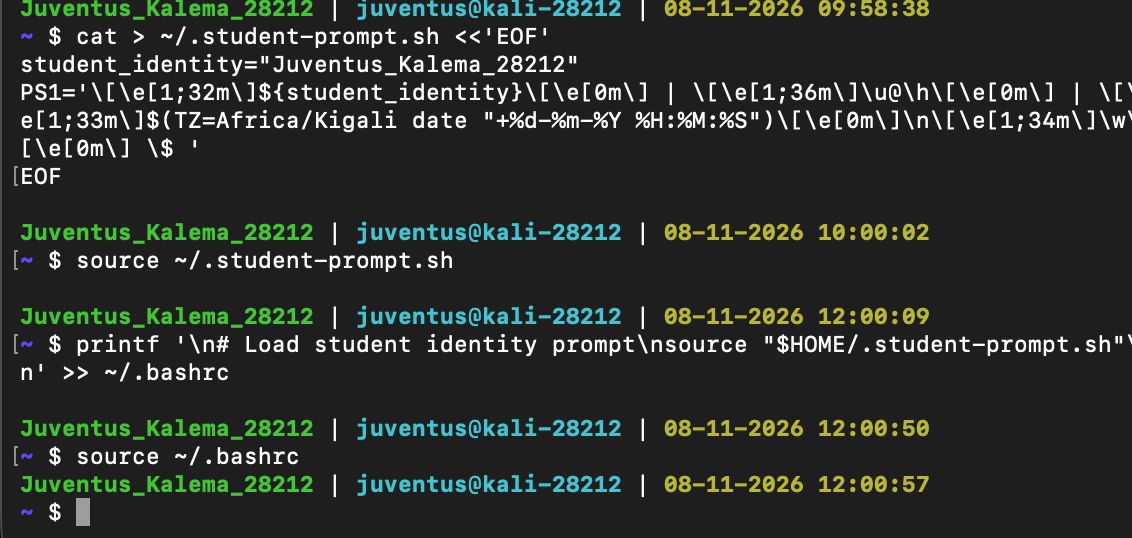 Juventus_Kalema_28212 | juventus@kali-28212 | 08-11-2026 09:58:38
~ $ cat > ~/.student-prompt.sh <<'EOF'
student_identity="Juventus_Kalema_28212"
PS1='\[\e[1;32m\]${student_identity}\[\e[0m\] | \[\e[1;36m\]\u@\h\[\e[0m\] | \[\
e[1;33m\]$(TZ=Africa/Kigali date "+%d-%m-%Y %H:%M:%S")\[\e[0m\]\n\[\e[1;34m\]\w\
[\e[0m\] \$ '
[EOF
Juventus_Kalema_28212 | juventus@kali-28212 | 08-11-2026 10:00:02
[~ $ source ~/.student-prompt.sh
Juventus_Kalema_28212 | juventus@kali-28212 | 08-11-2026 12:00:09
[~ $ printf '\n# Load student identity prompt\nsource "$HOME/.student-prompt.sh"\
n' >> ~/.bashrc
Juventus_Kalema_28212 | juventus@kali-28212 | 08-11-2026 12:00:50
[~ $ source ~/.bashrc
Juventus_Kalema_28212 | juventus@kali-28212 | 08-11-2026 12:00:57
~ $